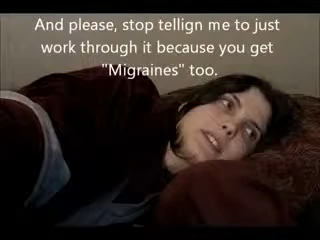 And please, stop tellign me to just
work through it because you get
"Migraines" too.